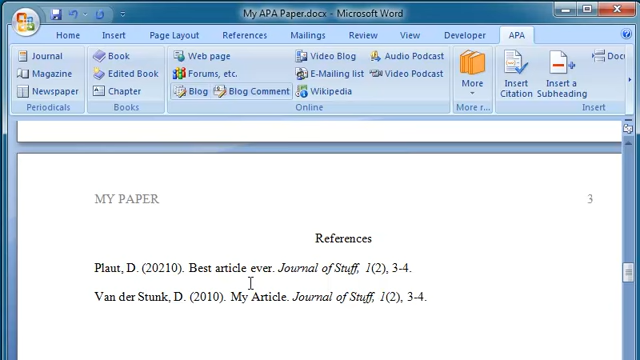 My APA Paper.docx - Microsoft Word
Home Insert Page Layout References Mailings Review View Developer APA
Journal Book Web page Video Blog Audio Podcast
Magazine Edited Book Forums, etc. E-Mailing list Video Podcast
Newspaper Chapter Blog Blog Comment Wikipedia
More
Insert Citation
Insert a Subheading
Docu
Periodicals Books Online More r... Insert
MY PAPER 3
References
Plaut, D. (20210). Best article ever. Journal of Stuff, 1(2), 3-4.
Van der Stunk, D. (2010). My Article. Journal of Stuff, 1(2), 3-4.